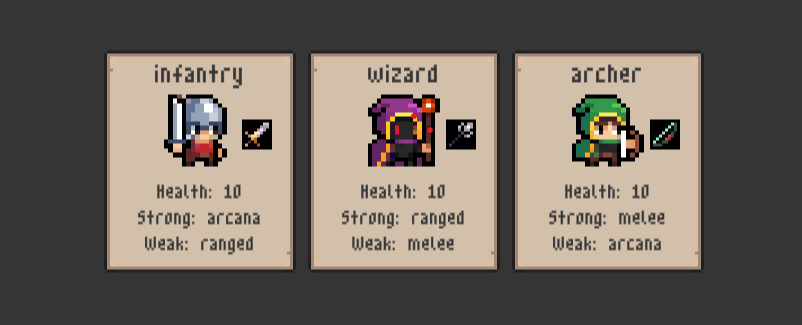 infantry
Health: 10
Strong: arcana
Weak: ranged
wizard
Health: 10
Strong: ranged
Weak: melee
archer
Health: 10
Strong: melee
Weak: arcana